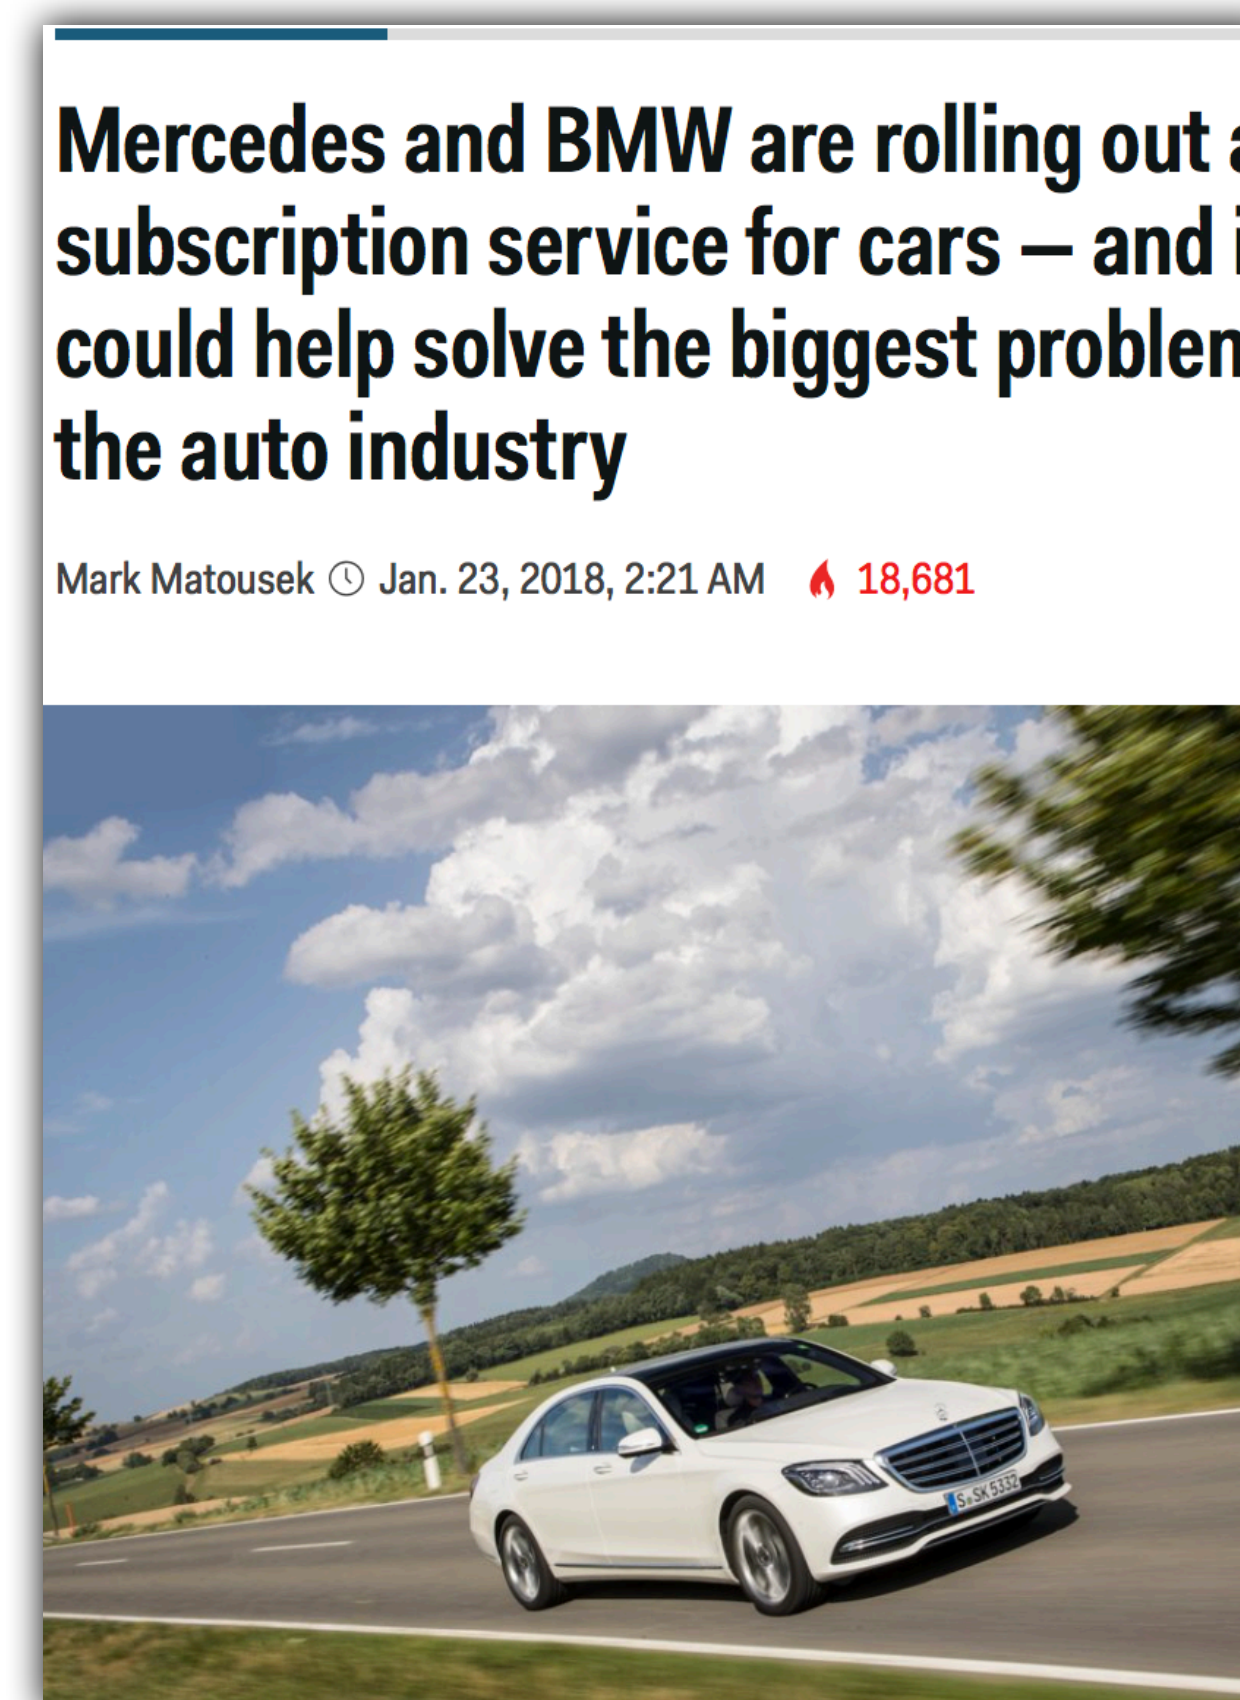 Mercedes and BMW are rolling out a
subscription service for cars — and i
could help solve the biggest problem
the auto industry
Mark Matousek Jan. 23, 2018, 2:21 AM 18,681
S SK 5332